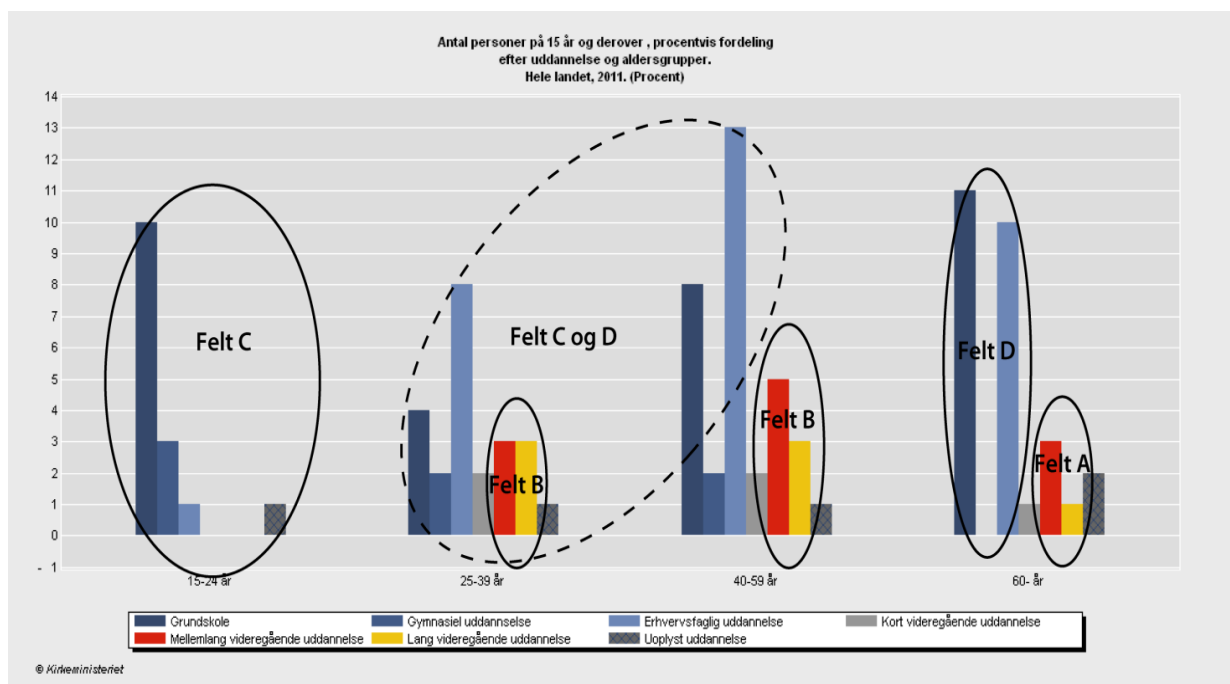 Antal personer på 15 år og derover , procentvis fordeling
efter uddannelse og aldersgrupper.
Hele landet, 2011. (Procent)
14
13
12
11
10
9
8
7
6
5
4
3
2
1
0
- 1
Felt C
Felt C og D
Felt B
Felt B
Felt D
Felt A
15-24 år
25-39 år
40-59 år
60- år
Grundskole
Gymnasiel uddannselse
Erhvervsfaglig uddannelse
Kort videregående uddannelse
Mellemlang videregående uddannelse
Lang videregående uddannelse
Uoplyst uddannelse
© Kirkeministeriet